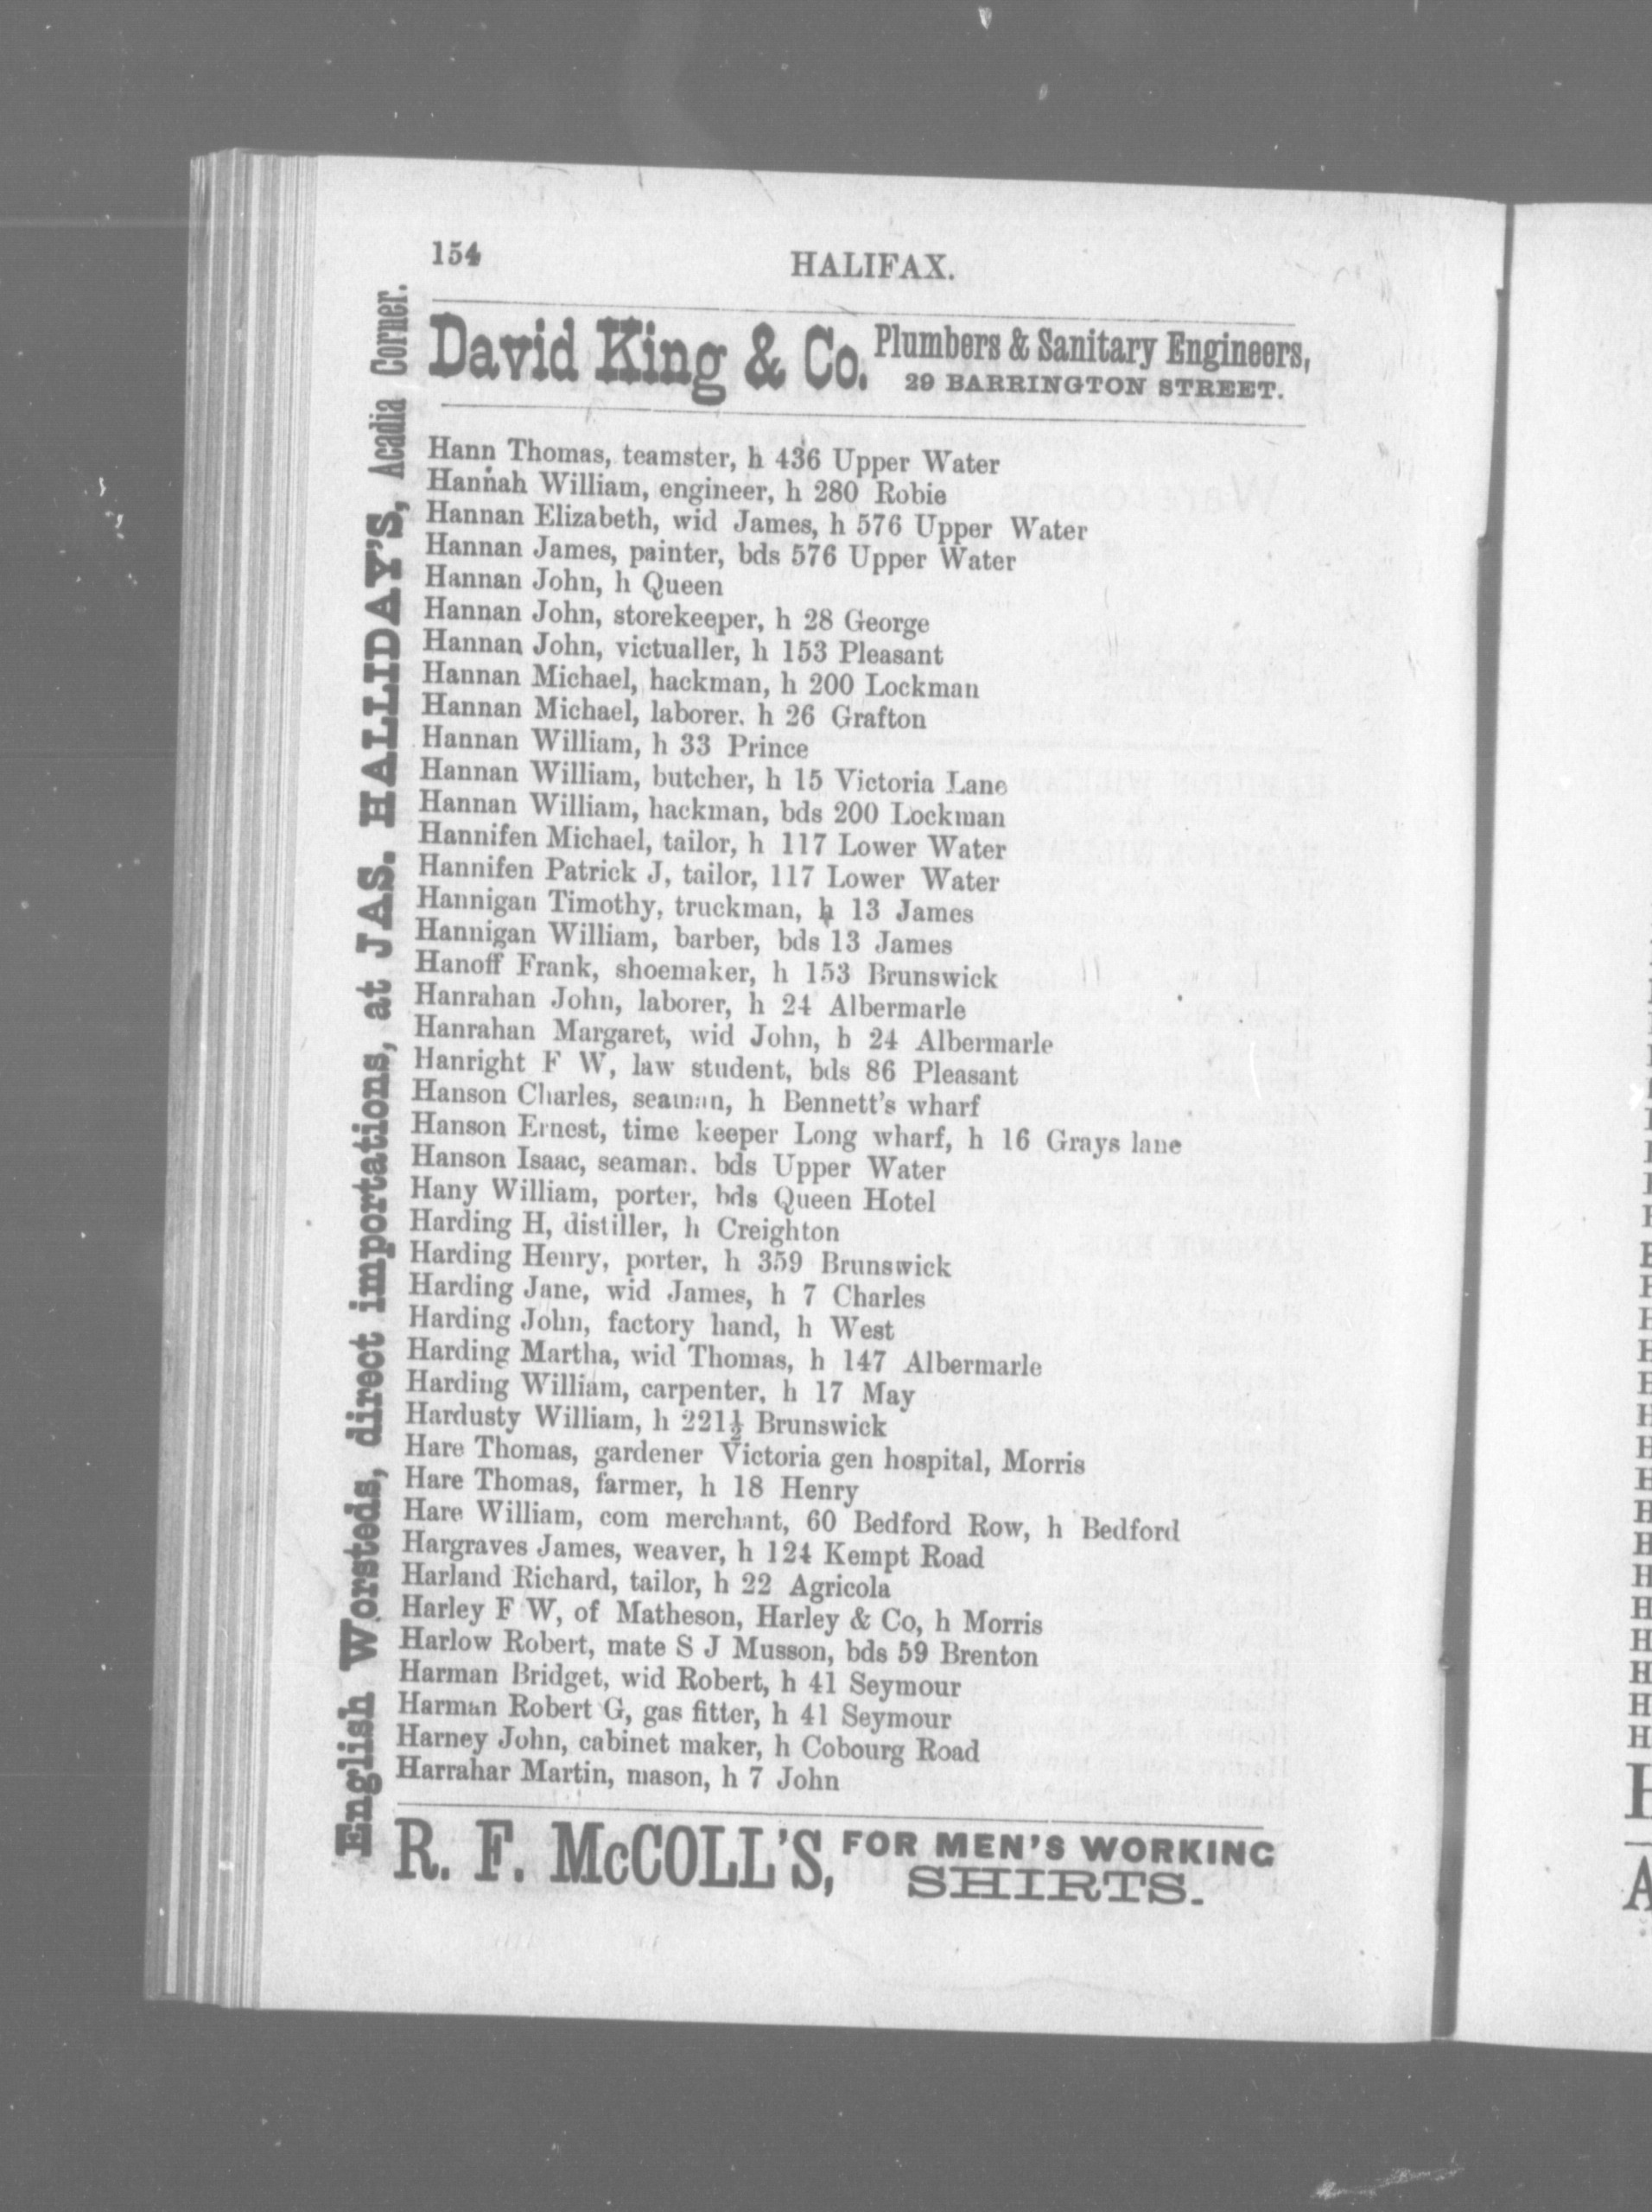 154
HALIFAX.
David King & Co. Plumbers & Sanitary Engineers,
29 BARRINGTON STREET.
English Worsteds, direct importations, at JAS. HALLIDAY'S, Acadia Corner.
Hann Thomas, teamster, h 436 Upper Water
Hannah William, engineer, h 280 Robie
Hannan Elizabeth, wid James, h 576 Upper Water
Hannan James, painter, bds 576 Upper Water
Hannan John, h Queen
Hannan John, storekeeper, h 28 George
Hannan John, victualler, h 153 Pleasant
Hannan Michael, hackman, h 200 Lockman
Hannan Michael, laborer. h 26 Grafton
Hannan William, h 33 Prince
Hannan William, butcher, h 15 Victoria Lane
Hannan William, hackman, bds 200 Lockman
Hannifen Michael, tailor, h 117 Lower Water
Hannifen Patrick J, tailor, 117 Lower Water
Hannigan Timothy, truckman, h 13 James
Hannigan William, barber, bds 13 James
Hanoff Frank, shoemaker, h 153 Brunswick
Hanrahan John, laborer, h 24 Albermarle
Hanrahan Margaret, wid John, h 24 Albermarle
Hanright F W, law student, bds 86 Pleasant
Hanson Charles, seaman, h Bennett's wharf
Hanson Ernest, time keeper Long wharf, h 16 Grays lane
Hanson Isaac, seaman. bds Upper Water
Hany William, porter, bds Queen Hotel
Harding H, distiller, h Creighton
Harding Henry, porter, h 359 Brunswick
Harding Jane, wid James, h 7 Charles
Harding John, factory hand, h West
Harding Martha, wid Thomas, h 147 Albermarle
Harding William, carpenter, h 17 May
Hardusty William, h 221½ Brunswick
Hare Thomas, gardener Victoria gen hospital, Morris
Hare Thomas, farmer, h 18 Henry
Hare William, com merchant, 60 Bedford Row, h Bedford
Hargraves James, weaver, h 124 Kempt Road
Harland Richard, tailor, h 22 Agricola
Harley F W, of Matheson, Harley & Co, h Morris
Harlow Robert, mate S J Musson, bds 59 Brenton
Harman Bridget, wid Robert, h 41 Seymour
Harman Robert G, gas fitter, h 41 Seymour
Harney John, cabinet maker, h Cobourg Road
Harrahar Martin, mason, h 7 John
R. F. McCOLL'S, FOR MEN'S WORKING
SHIRTS.